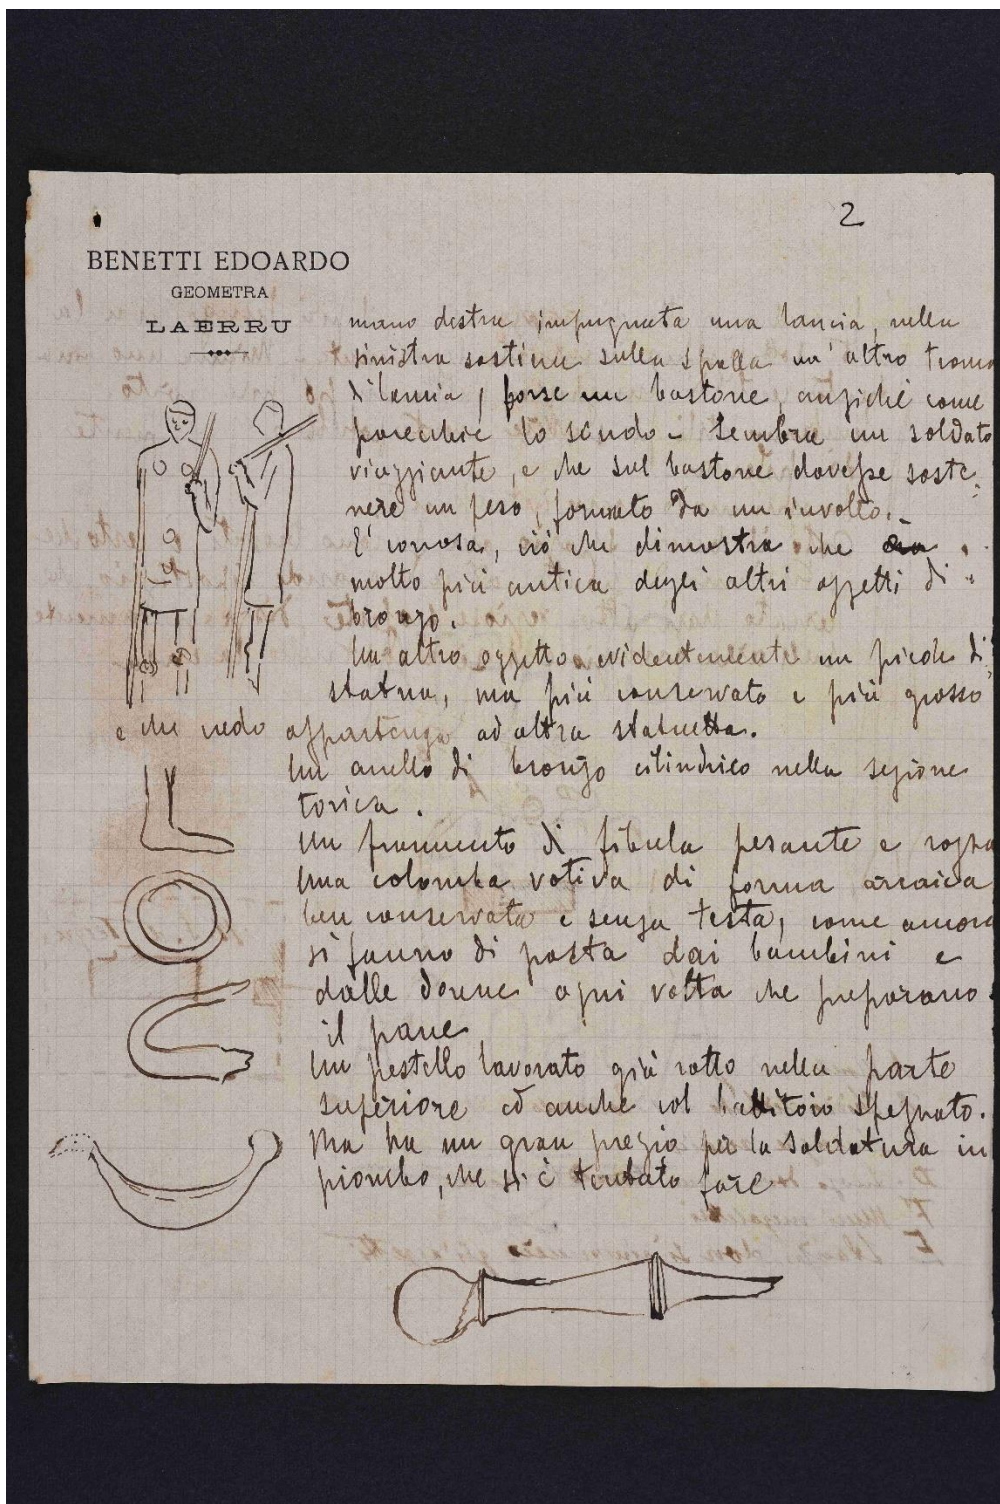 2
BENETTI EDOARDO
GEOMETRA
LAERRU
mano destra impugnata una lancia, nella
sinistra sostiene sulla spalla un'altro tronco
di lancia, forse un bastone, anziché come
parecchie lo scudo - Sembra un soldato
viaggiante, e che sul bastone dovesse soste-
nere un peso, formato da un involto.
E' corrosa, ciò che dimostra che
molto più antica degli altri oggetti di
bronzo.
Un altro oggetto, evidentemente un piede di
statua, ma più conservato e più grosso
e che credo appartenga ad altra statuetta.
Un anello di bronzo cilindrico nella sezione
torica.
Un frammento di fibula pesante e
Una colomba votiva di forma arcaica
ben conservata e senza testa, come ancora
si fanno di pasta dai bambini e
dalle donne ogni volta che preparano
il pane
Un pestello lavorato già rotto nella parte
superiore ed anche col battitoio
Ma ha un gran pregio per la saldatura in
piombo, che si è tentato fare